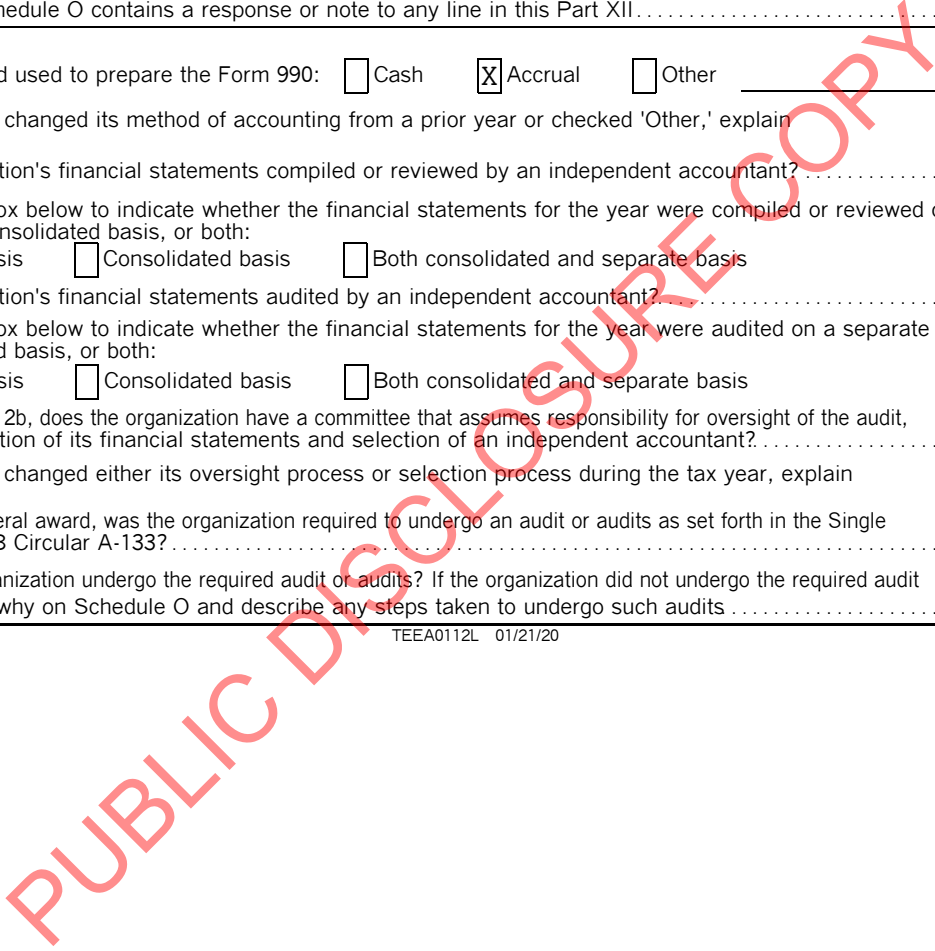 hedule O contains a response or note to any line in this Part XII
d used to prepare the Form 990: Cash X Accrual Other
changed its method of accounting from a prior year or checked 'Other,' explain
tion's financial statements compiled or reviewed by an independent accountant?
ox below to indicate whether the financial statements for the year were compiled or reviewed o
nsolidated basis, or both:
sis Consolidated basis Both consolidated and separate basis
tion's financial statements audited by an independent accountant?
ox below to indicate whether the financial statements for the year were audited on a separate
d basis, or both:
sis Consolidated basis Both consolidated and separate basis
2b, does the organization have a committee that assumes responsibility for oversight of the audit,
tion of its financial statements and selection of an independent accountant?
changed either its oversight process or selection process during the tax year, explain
eral award, was the organization required to undergo an audit or audits as set forth in the Single
B Circular A-133?
anization undergo the required audit or audits? If the organization did not undergo the required audit
why on Schedule O and describe any steps taken to undergo such audits
TEEA0112L 01/21/20
PUBLIC DISCLOSURE COPY